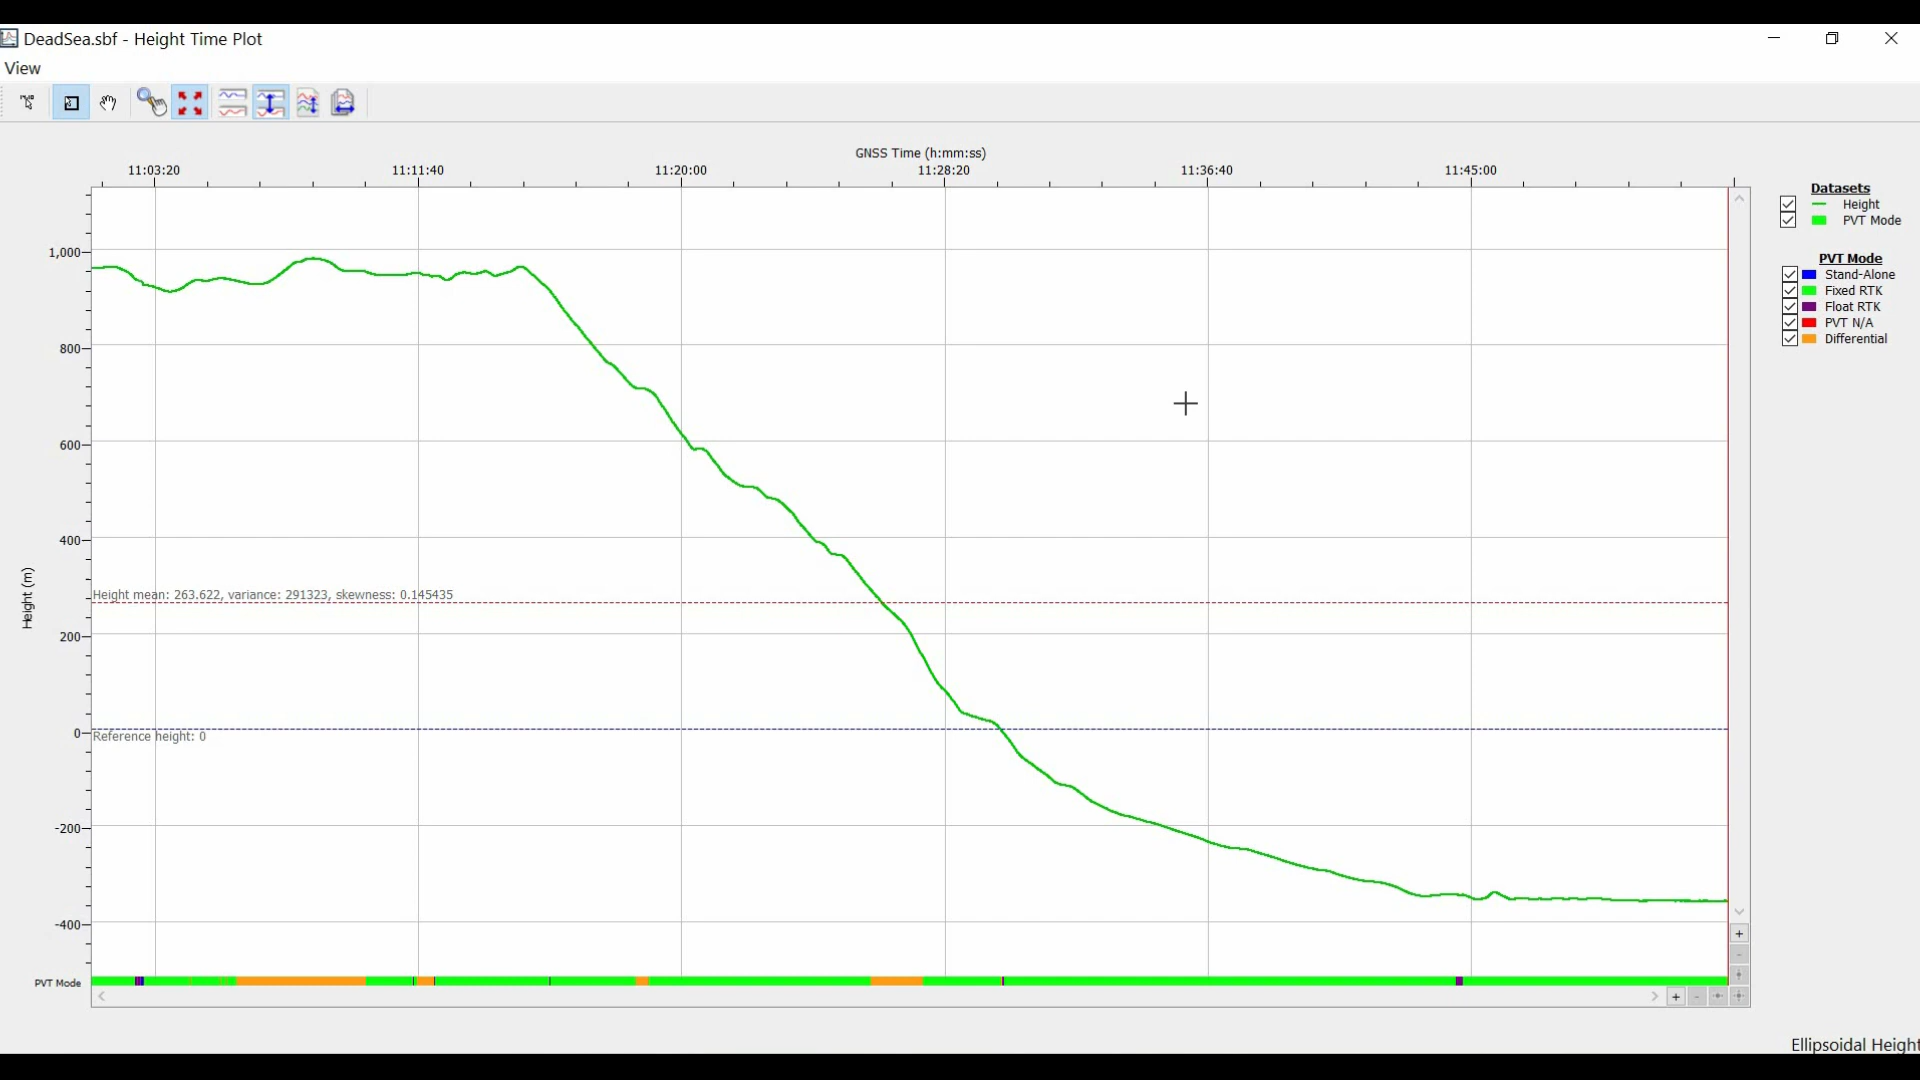 DeadSea.sbf - Height Time Plot
View
GNSS Time (h:mm:ss)
11:03:20 11:11:40 11:20:00 11:28:20 11:36:40 11:45:00
Datasets
Height
PVT Mode
PVT Mode
Stand-Alone
Fixed RTK
Float RTK
PVT N/A
Differential
1,000
800
600
400
Height (m)
Height mean: 263.622, variance: 291323, skewness: 0.145435
200
0
Reference height: 0
-200
-400
PVT Mode
Ellipsoidal Height